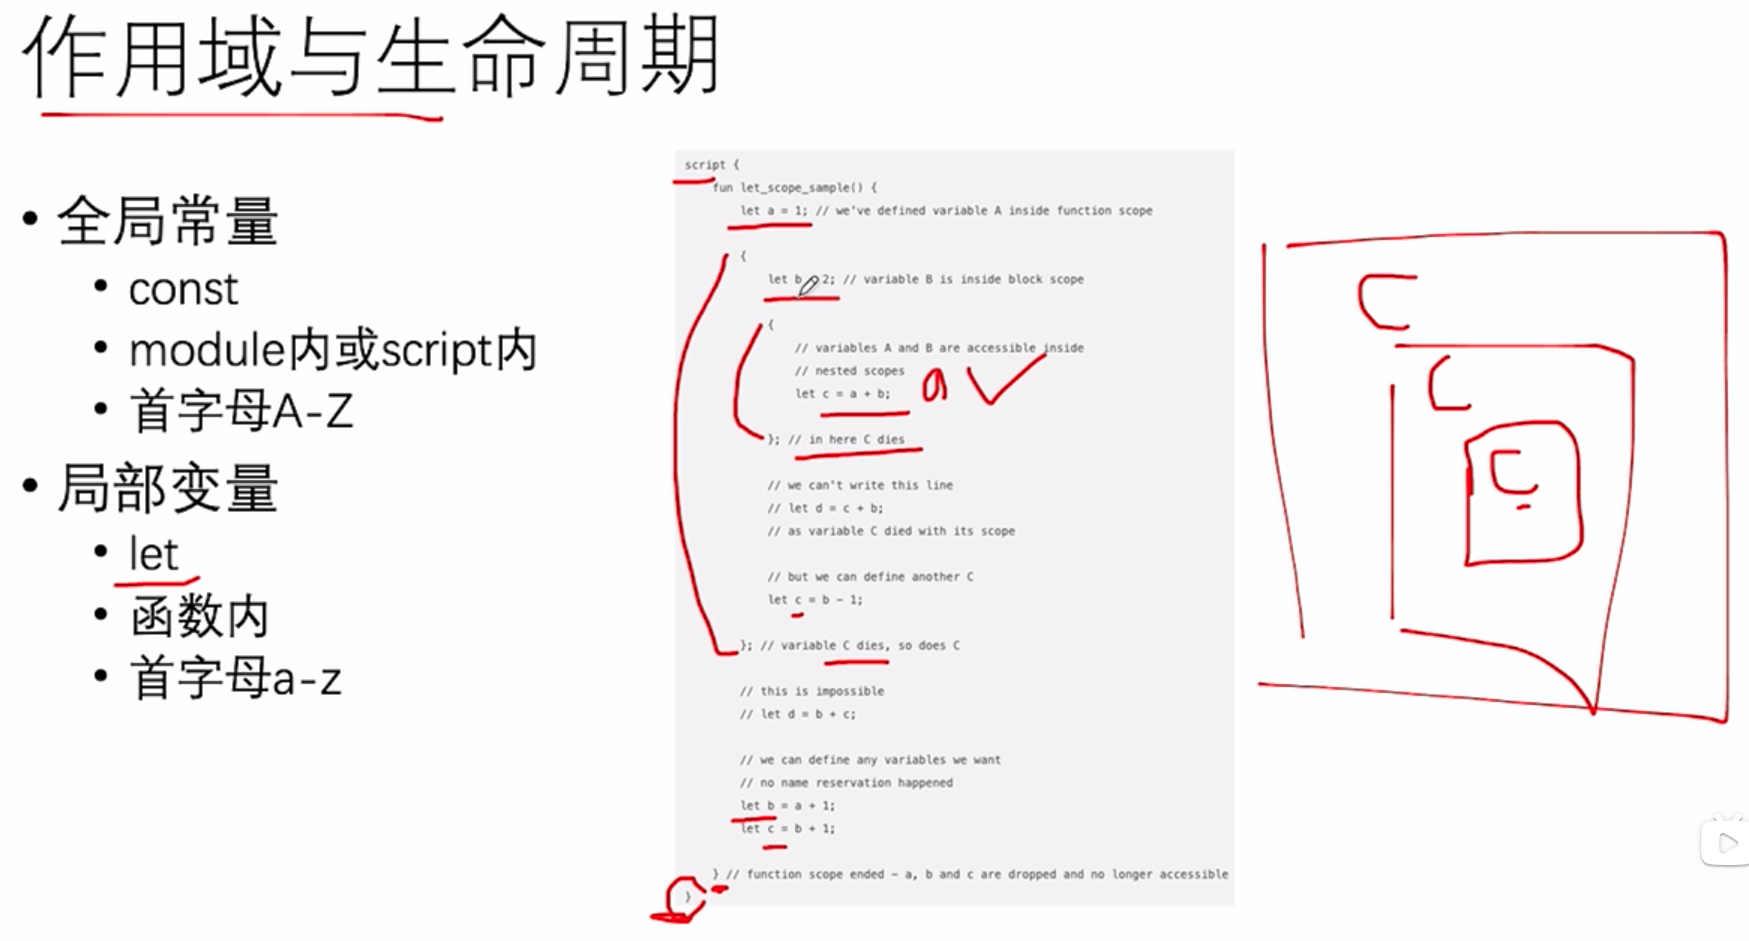 作用域与生命周期
• 全局常量
• const
• module内或script内
• 首字母A-Z
• 局部变量
• let
• 函数内
• 首字母a-z
script {
fun let_scope_sample() {
let a = 1; // we've defined variable A inside function scope
{
let b 2; // variable B is inside block scope
{
// variables A and B are accessible inside
// nested scopes
let c = a + b;
a
}; // in here C dies
// we can't write this line
// let d = c + b;
// as variable C died with its scope
// but we can define another C
let c = b - 1;
}; // variable C dies, so does C
// this is impossible
// let d = b + c;
// we can define any variables we want
// no name reservation happened
let b = a + 1;
let c = b + 1;
} // function scope ended - a, b and c are dropped and no longer accessible
}
C
C
C